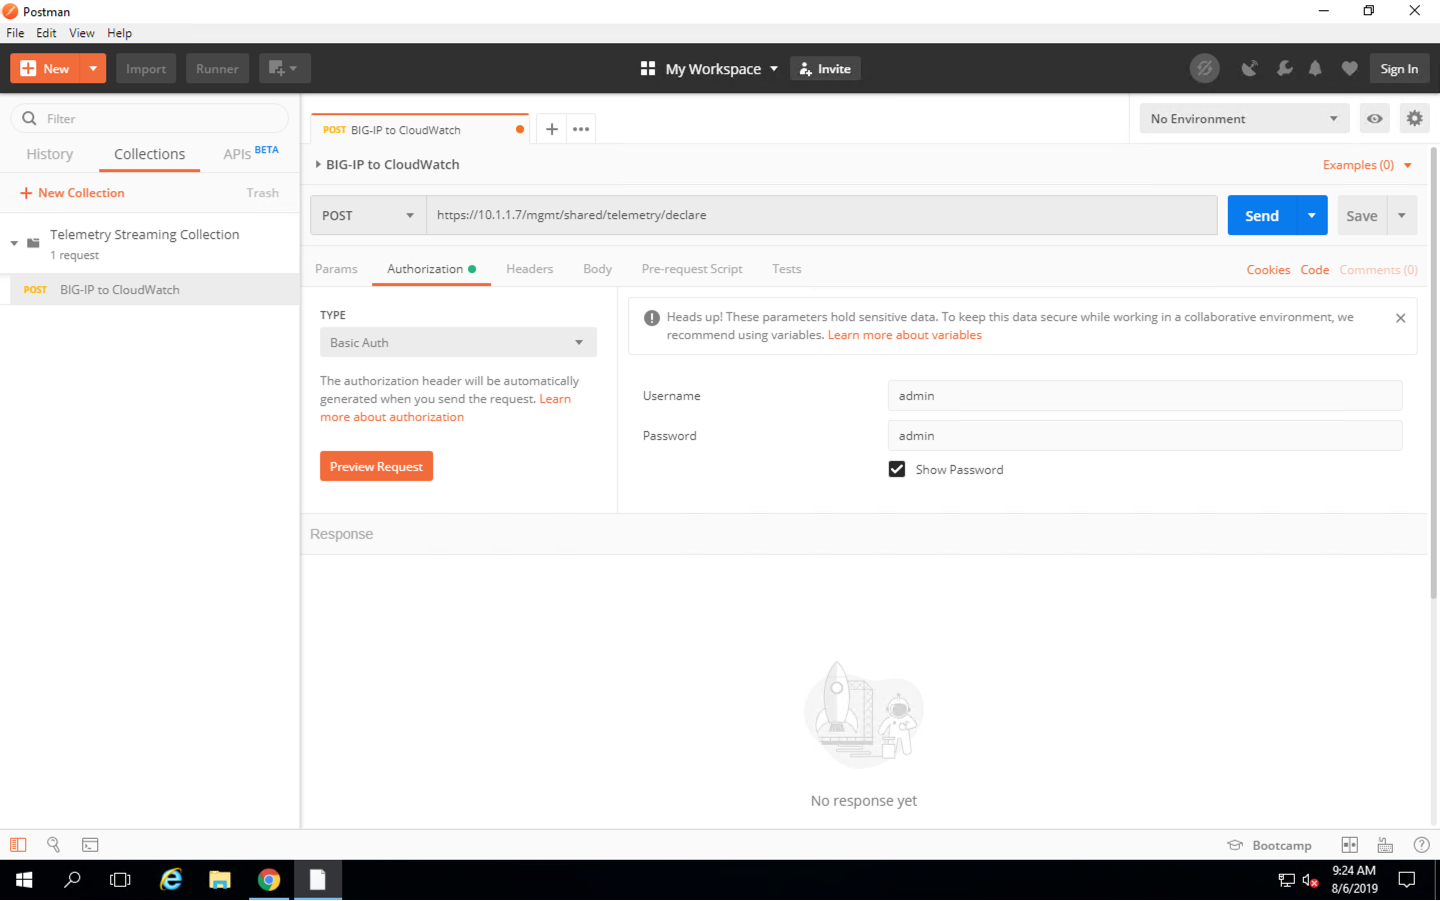 Postman
File Edit View Help
New Import Runner My Workspace Invite Sign In
Filter
History Collections APIs BETA
New Collection Trash
Telemetry Streaming Collection
1 request
POST BIG-IP to CloudWatch
POST BIG-IP to CloudWatch
No Environment
BIG-IP to CloudWatch
Examples (0)
POST https://10.1.1.7/mgmt/shared/telemetry/declare Send Save
Params Authorization Headers Body Pre-request Script Tests Cookies Code Comments (0)
TYPE
Basic Auth
The authorization header will be automatically
generated when you send the request. Learn
more about authorization
Preview Request
Heads up! These parameters hold sensitive data. To keep this data secure while working in a collaborative environment, we
recommend using variables. Learn more about variables
Username admin
Password admin
Show Password
Response
No response yet
Bootcamp
9:24 AM
8/6/2019